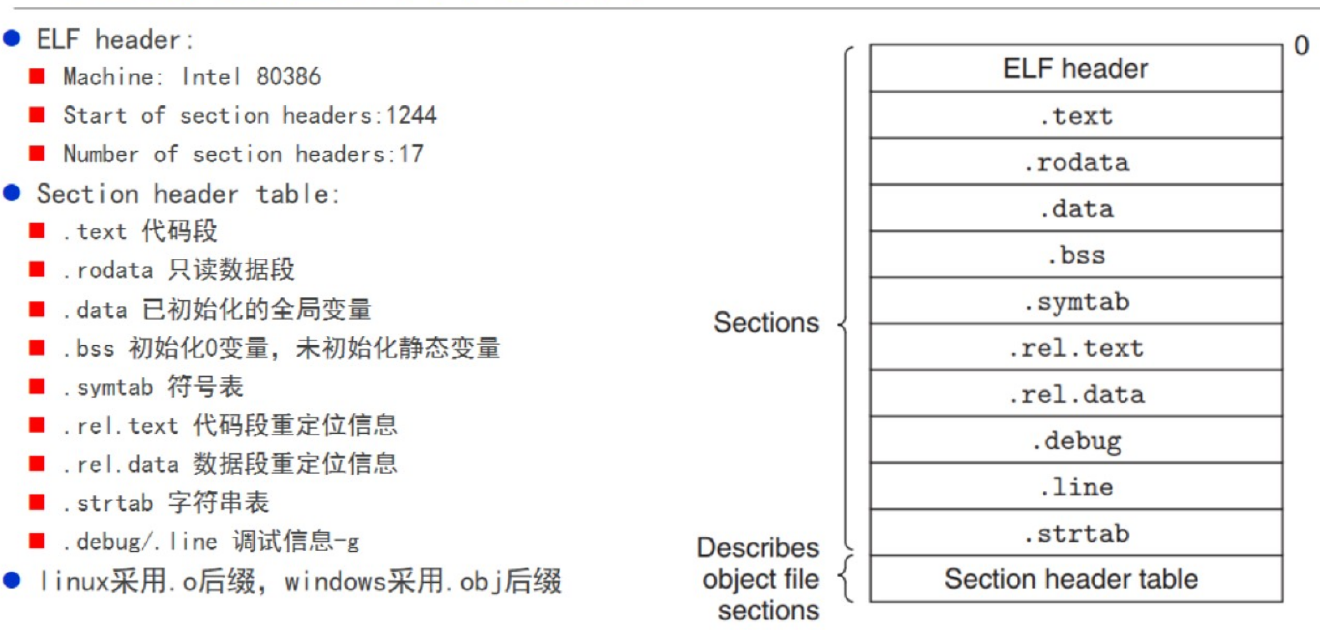 ELF header:
Machine: Intel 80386
Start of section headers:1244
Number of section headers:17
Section header table:
.text 代码段
.rodata 只读数据段
.data 已初始化的全局变量
.bss 初始化0变量，未初始化静态变量
.symtab 符号表
.rel.text 代码段重定位信息
.rel.data 数据段重定位信息
.strtab 字符串表
.debug/.line 调试信息-g
linux采用.o后缀，windows采用.obj后缀
0
ELF header
.text
.rodata
.data
.bss
.symtab
.rel.text
.rel.data
.debug
.line
.strtab
Section header table
Sections
Describes
object file
sections